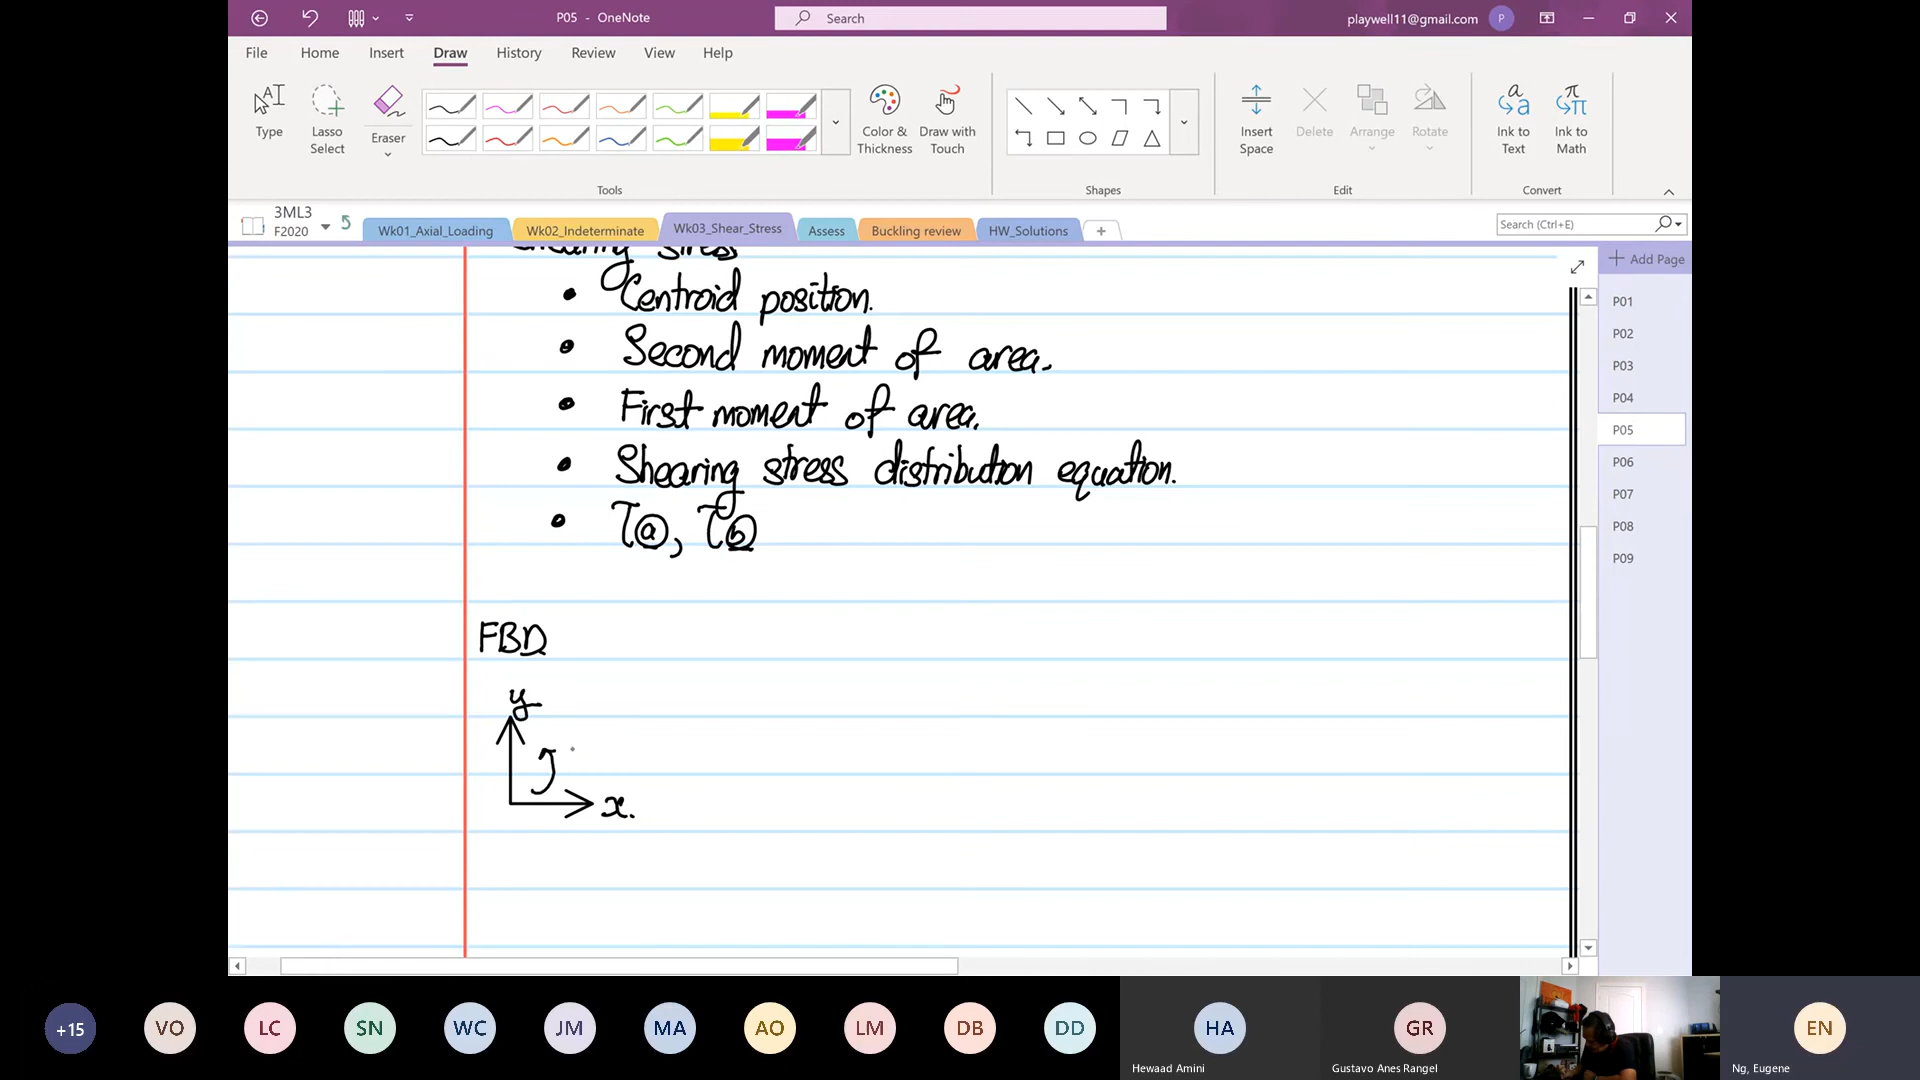 P05 - OneNote
Search
playwell11@gmail.com
P
File Home Insert Draw History Review View Help
Type
Lasso Select
Eraser
Color & Thickness
Draw with Touch
Insert Space
Delete
Arrange
Rotate
Ink to Text
Ink to Math
Tools
Shapes
Edit
Convert
3ML3
F2020
Wk01_Axial_Loading
Wk02_Indeterminate
Wk03_Shear_Stress
Assess
Buckling review
HW_Solutions
Search (Ctrl+E)
Add Page
P01
P02
P03
P04
P05
P06
P07
P08
P09
Shearing stress
• Centroid position.
• Second moment of area.
• First moment of area.
• Shearing stress distribution equation.
• τⓐ, τⓑ
FBD
y
x.
+15 VO LC SN WC JM MA AO LM DB DD HA GR EN
Hewaad Amini
Gustavo Anes Rangel
Ng, Eugene